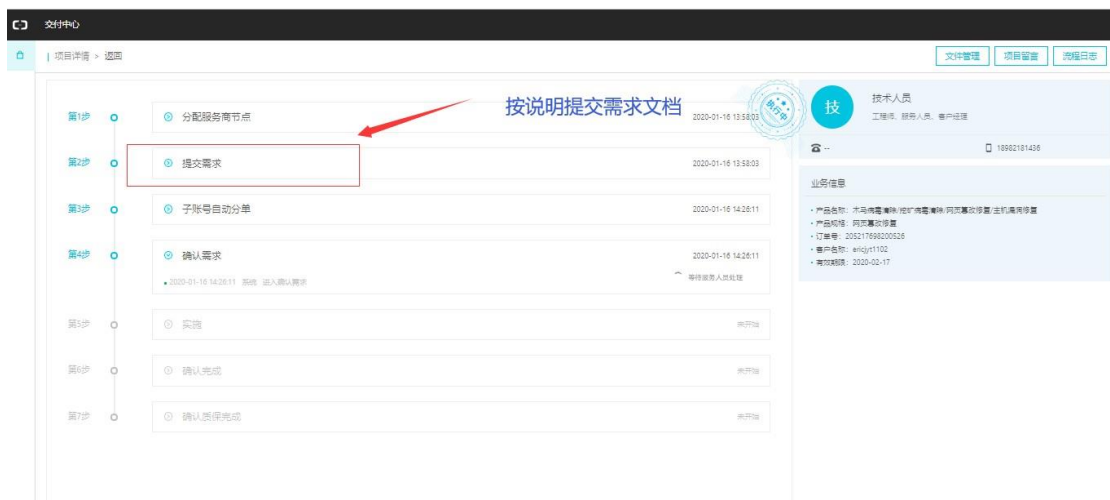 交付中心
项目详情 > 返回
文件管理 项目留言 流程日志
按说明提交需求文档
执行中
第1步 分配服务商节点 2020-01-16 13:58:03
第2步 提交需求 2020-01-16 13:58:03
第3步 子账号自动分单 2020-01-16 14:26:11
第4步 确认需求 2020-01-16 14:26:11
• 2020-01-16 14:26:11 系统 进入确认需求 等待服务人员处理
第5步 实施 未开始
第6步 确认完成 未开始
第7步 确认质保完成 未开始
技 技术人员
工程师、服务人员、客户经理
-- 18982181436
业务信息
• 产品名称: 木马病毒清除/挖矿病毒清除/网页篡改修复/主机漏洞修复
• 产品规格: 网页篡改修复
• 订单号: 205217698200526
• 客户名称: ericjyt1102
• 有效期限: 2020-02-17